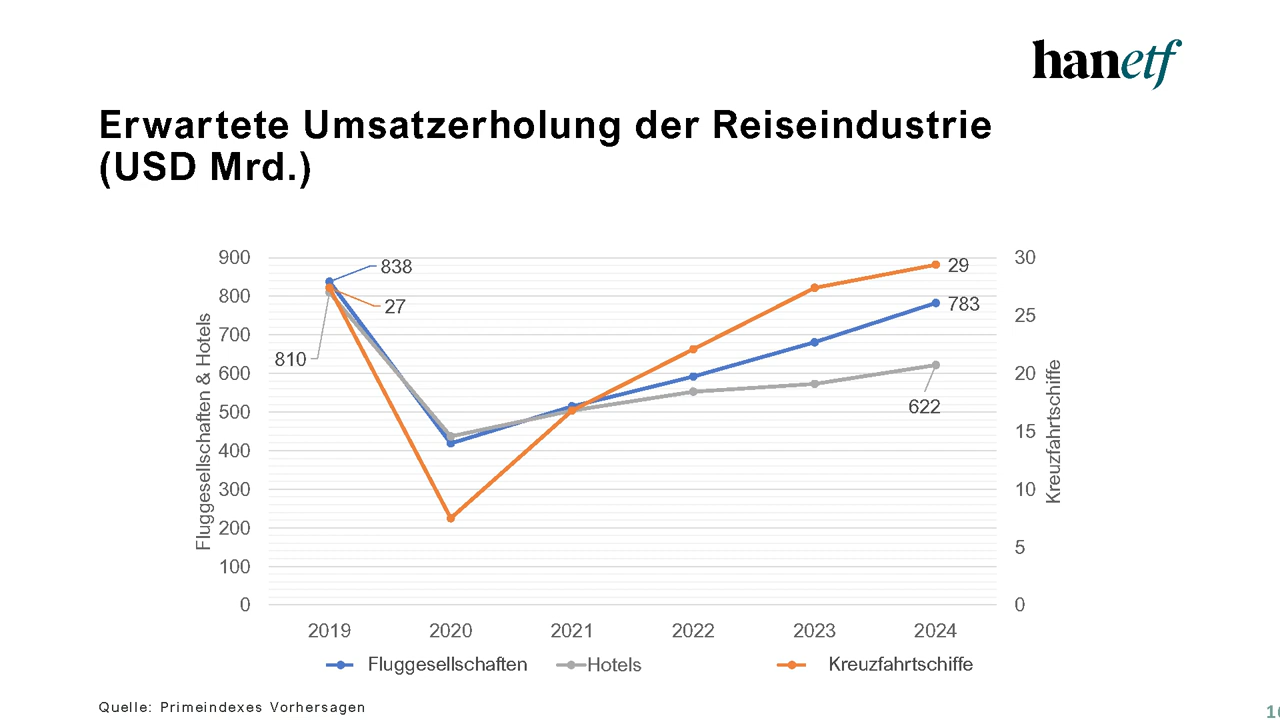 hanetf
Erwartete Umsatzerholung der Reiseindustrie
(USD Mrd.)
900
800
700
600
500
400
300
200
100
0
Fluggesellschaften & Hotels
838
27
810
29
783
622
30
25
20
15
10
5
0
Kreuzfahrtschiffe
2019 2020 2021 2022 2023 2024
Fluggesellschaften Hotels Kreuzfahrtschiffe
Quelle: Primeindexes Vorhersagen